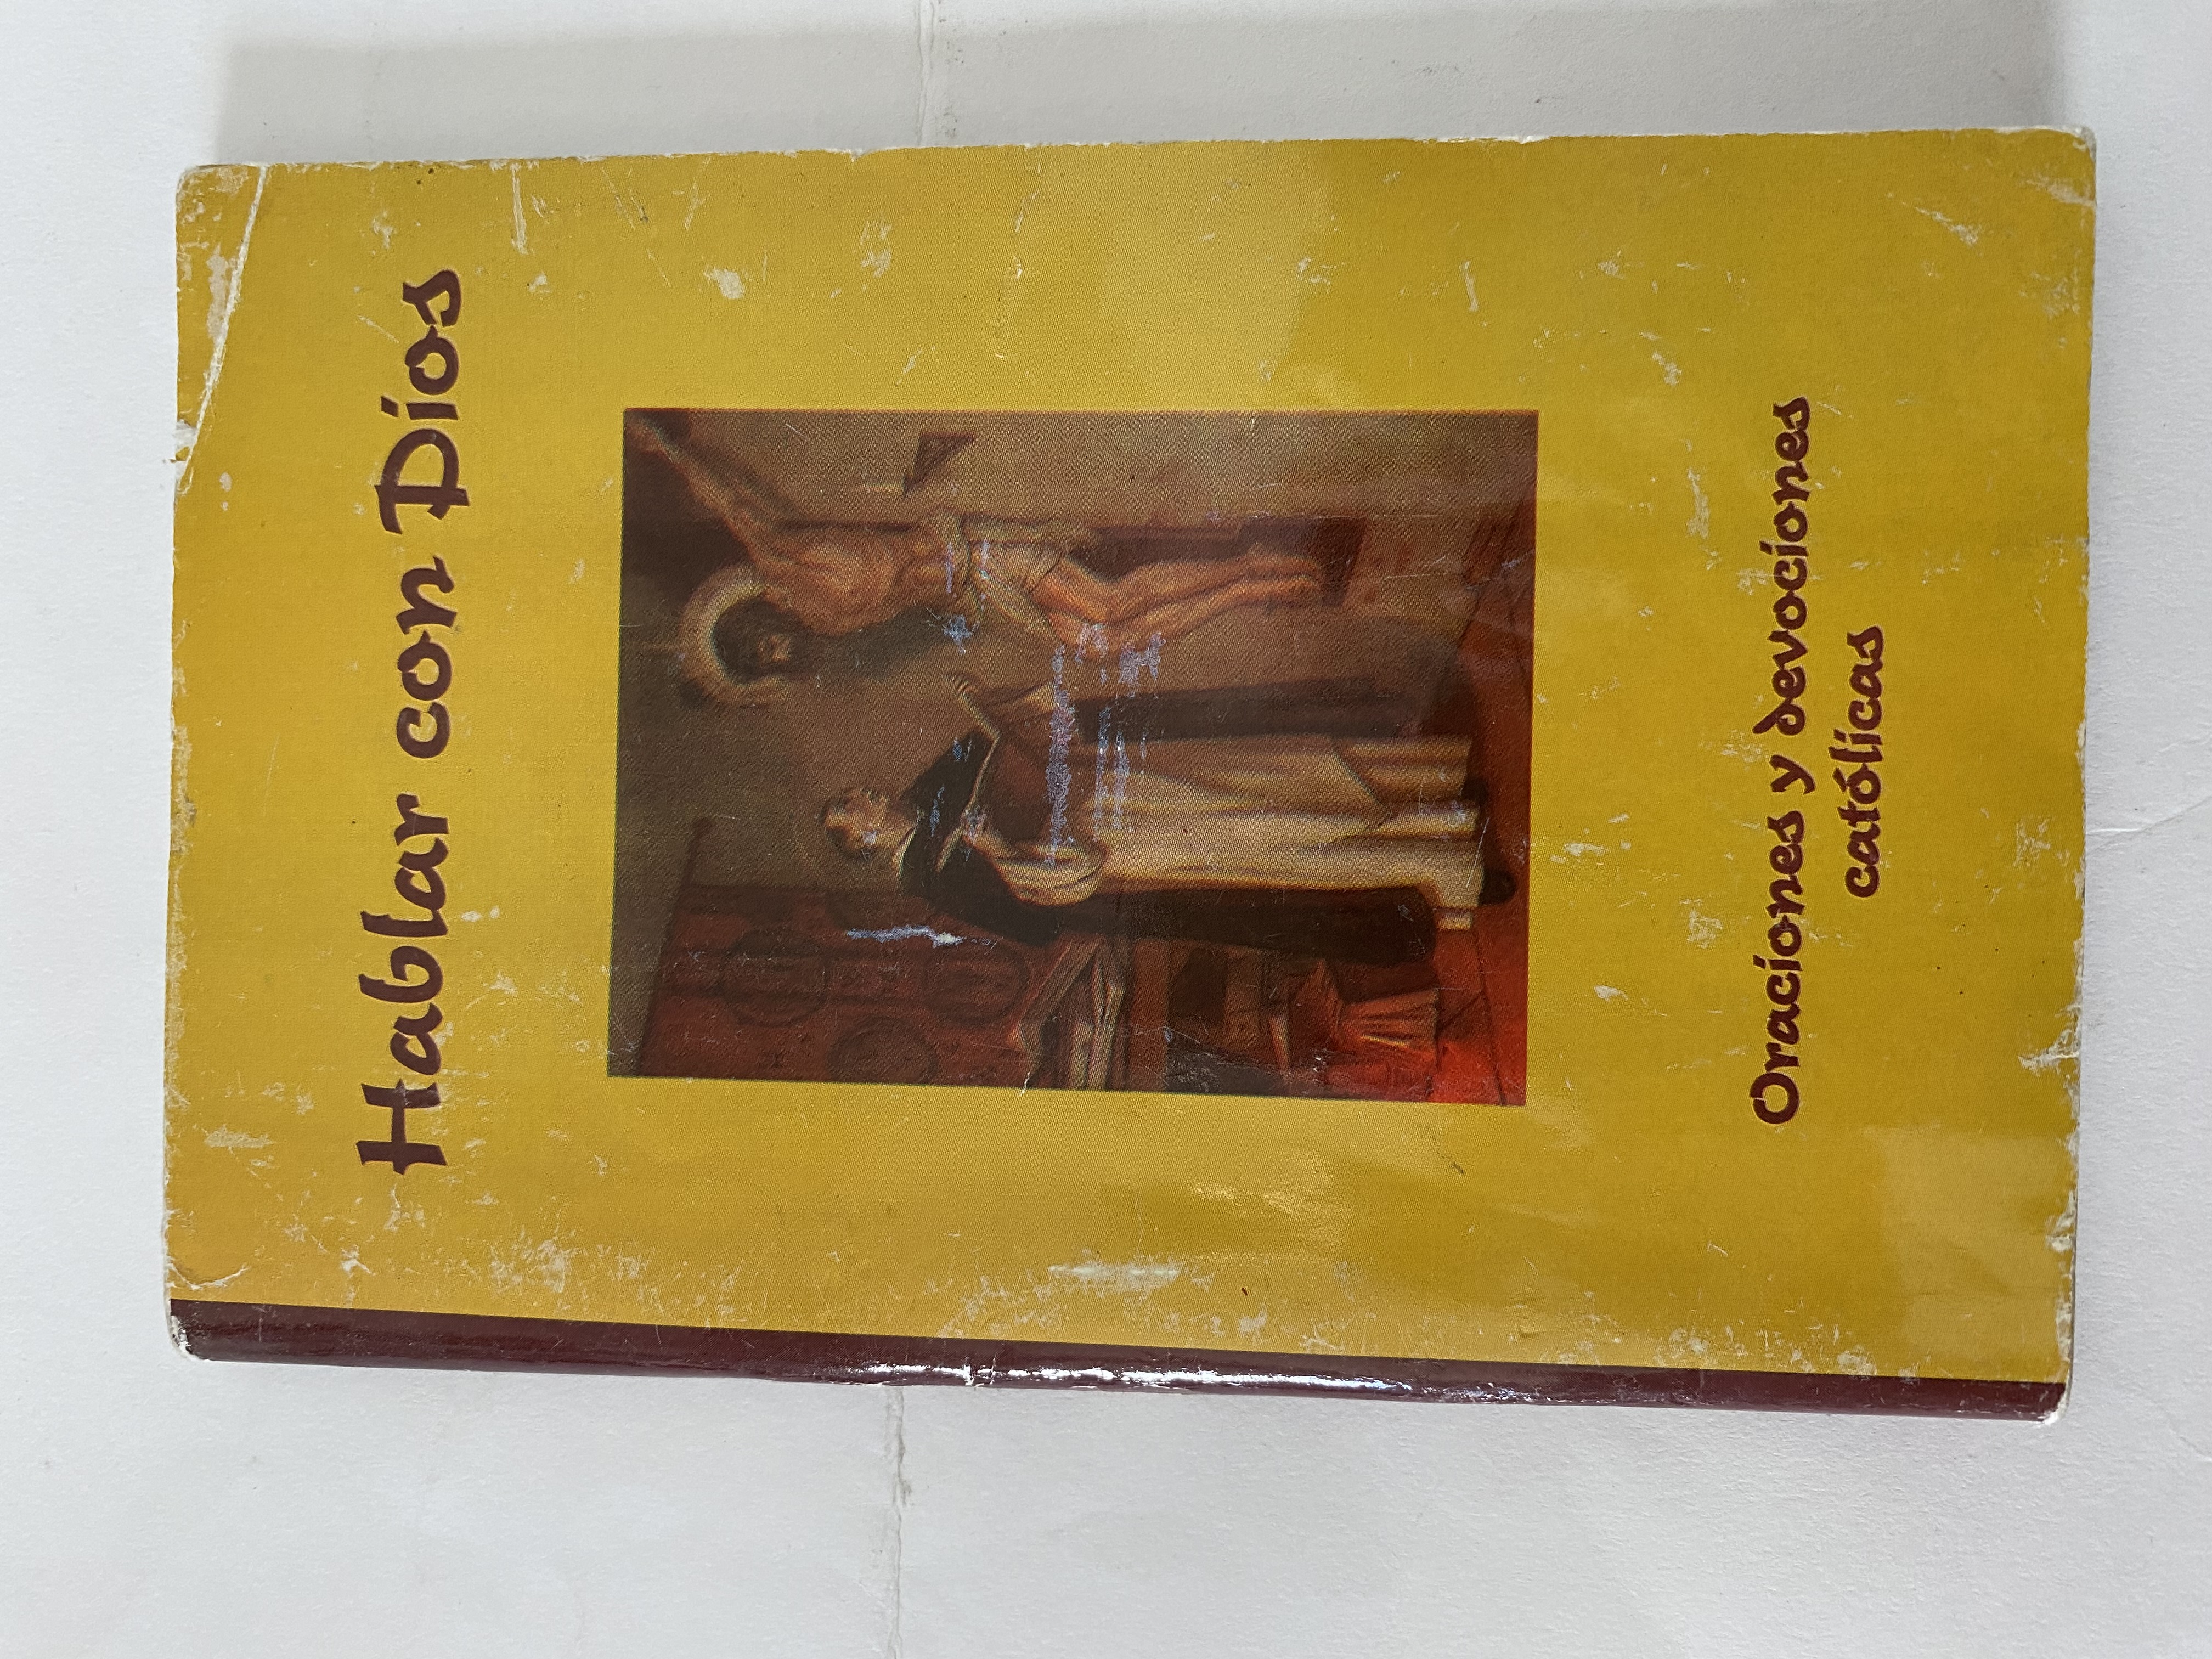 Hablar con Dios
Oraciones y devociones
católicas